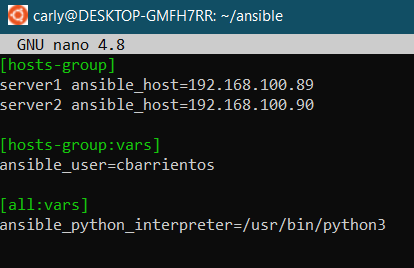 carly@DESKTOP-GMFH7RR: ~/ansible
GNU nano 4.8
[hosts-group]
server1 ansible_host=192.168.100.89
server2 ansible_host=192.168.100.90
[hosts-group:vars]
ansible_user=cbarrientos
[all:vars]
ansible_python_interpreter=/usr/bin/python3